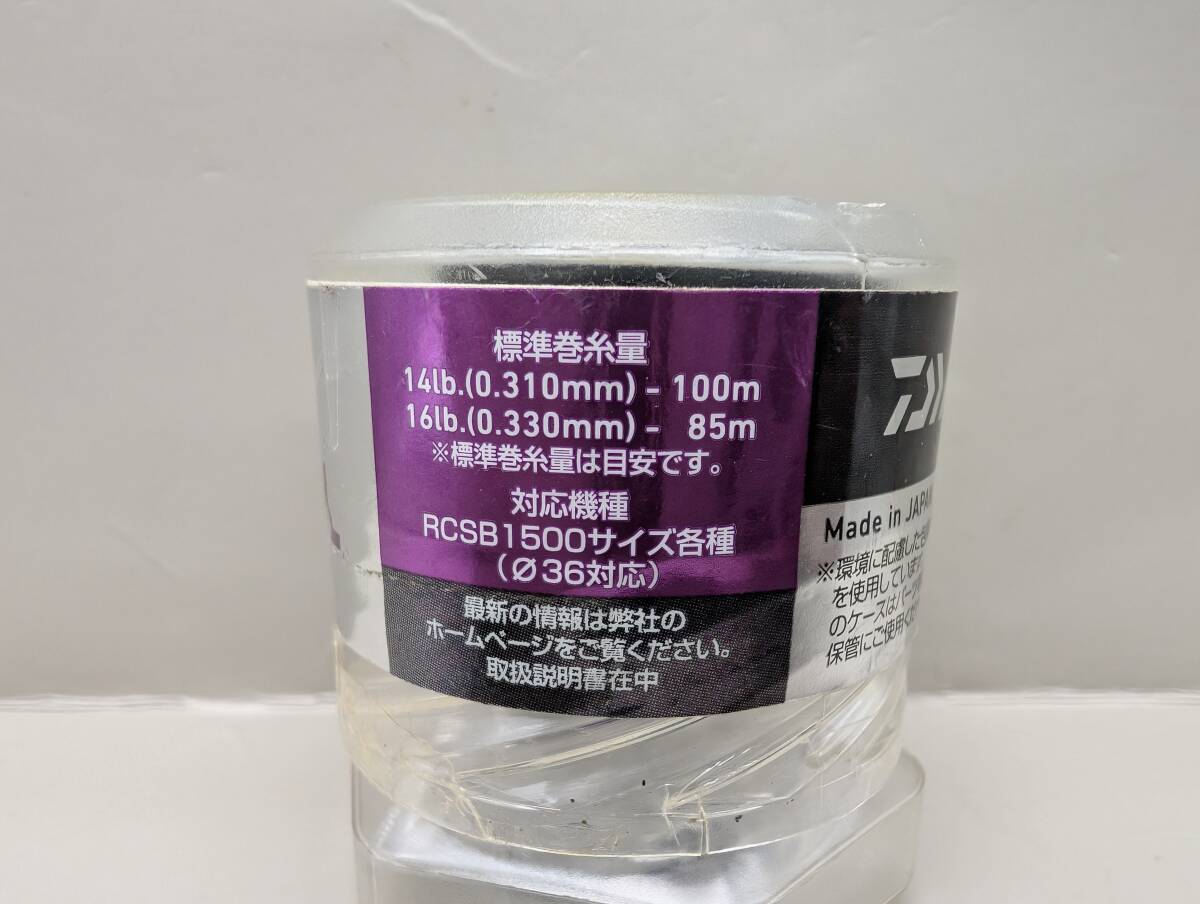 標準巻糸量
14lb.(0.310mm) - 100m
16lb.(0.330mm) - 85m
※標準巻糸量は目安です。
対応機種
RCSB1500サイズ各種
(Ø36対応)
最新の情報は弊社の
ホームページをご覧ください。
取扱説明書在中
Made in JAPAN
※環境に配慮した
を使用しています
のケースはパー
保管にご使用くだ